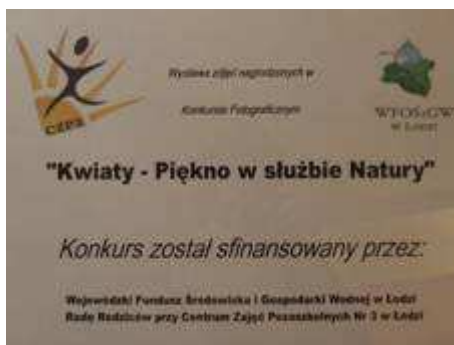 Wystawa zdjęć nagrodzonych w
Konkursie Fotograficznym
CZP3
WFOŚiGW
w Łodzi
"Kwiaty - Piękno w służbie Natury"
Konkurs został sfinansowany przez:
Wojewódzki Fundusz Środowiska i Gospodarki Wodnej w Łodzi
Radę Rodziców przy Centrum Zajęć Pozaszkolnych Nr 3 w Łodzi